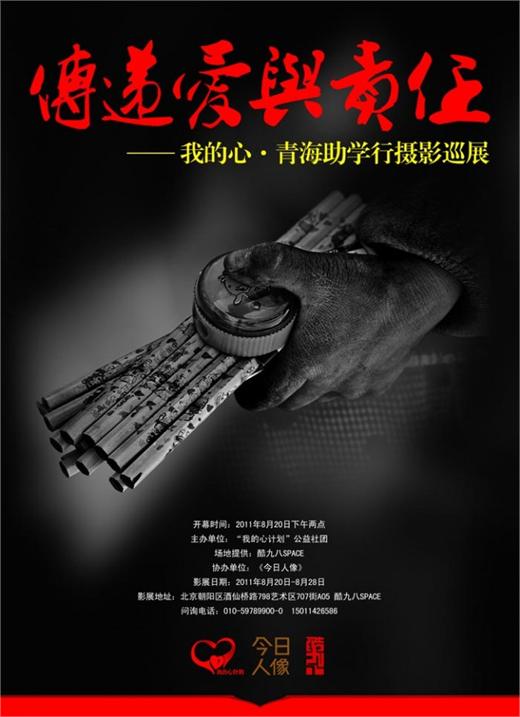 傳递愛與責任
——我的心·青海助学行摄影巡展
开幕时间：2011年8月20日下午两点
主办单位：“我的心计划”公益社团
场地提供：酷九八SPACE
协办单位：《今日人像》
影展日期：2011年8月20日-8月28日
影展地址：北京朝阳区酒仙桥路798艺术区707街A05 酷九八SPACE
问询电话：010-59789900-0 15011426586
我的心计划
今日
人像